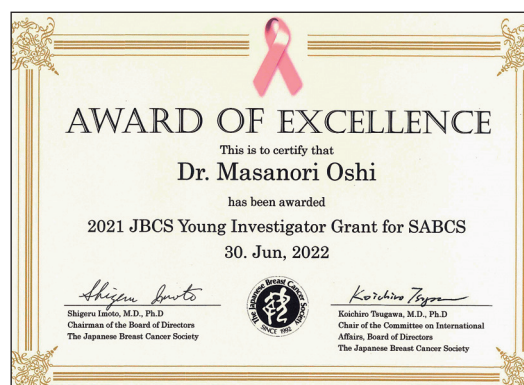 AWARD OF EXCELLENCE
This is to certify that
Dr. Masanori Oshi
has been awarded
2021 JBCS Young Investigator Grant for SABCS
30. Jun, 2022
Shigeru Imoto
Shigeru Imoto, M.D., Ph.D
Chairman of the Board of Directors
The Japanese Breast Cancer Society
The Japanese Breast Cancer Society
SINCE 1992
Koichiro Tsugawa, M.D., Ph.D
Chair of the Committee on International
Affairs, Board of Directors
The Japanese Breast Cancer Society